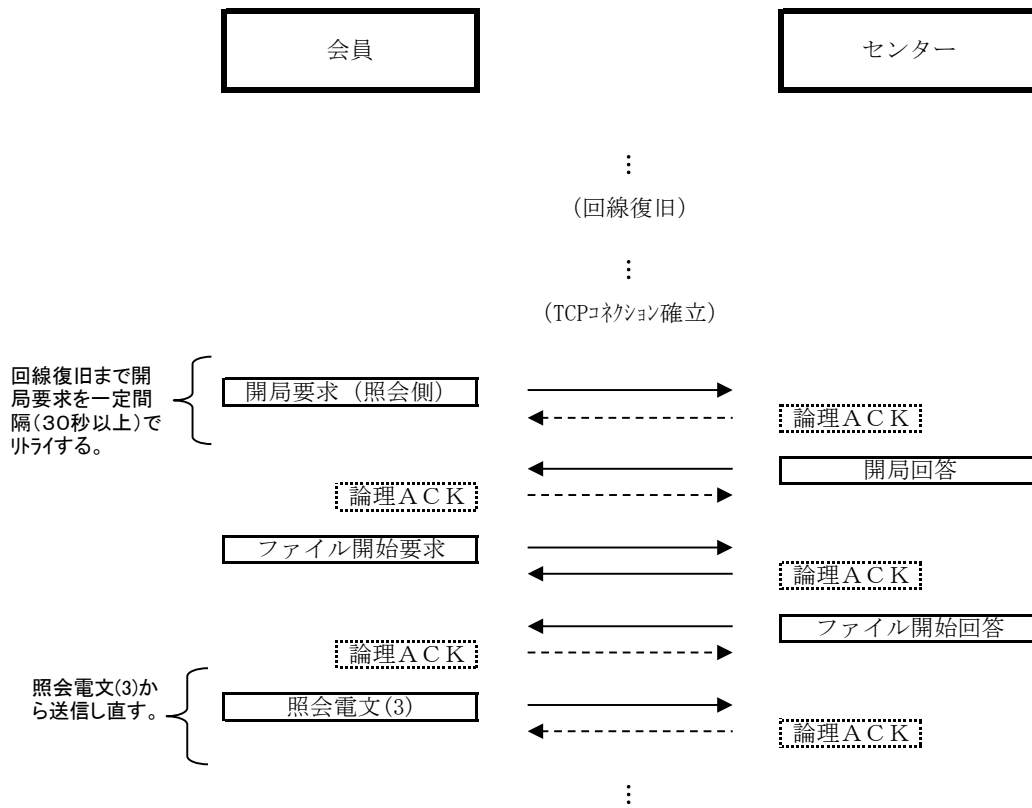 会員
センター
⋮
（回線復旧）
⋮
（TCPｺﾈｸｼｮﾝ確立）
回線復旧まで開
局要求を一定間
隔（３０秒以上）で
ﾘﾄﾗｲする。
開局要求（照会側）
論理ＡＣＫ
開局回答
論理ＡＣＫ
ファイル開始要求
論理ＡＣＫ
ファイル開始回答
論理ＡＣＫ
照会電文(3)か
ら送信し直す。
照会電文(3)
論理ＡＣＫ
⋮